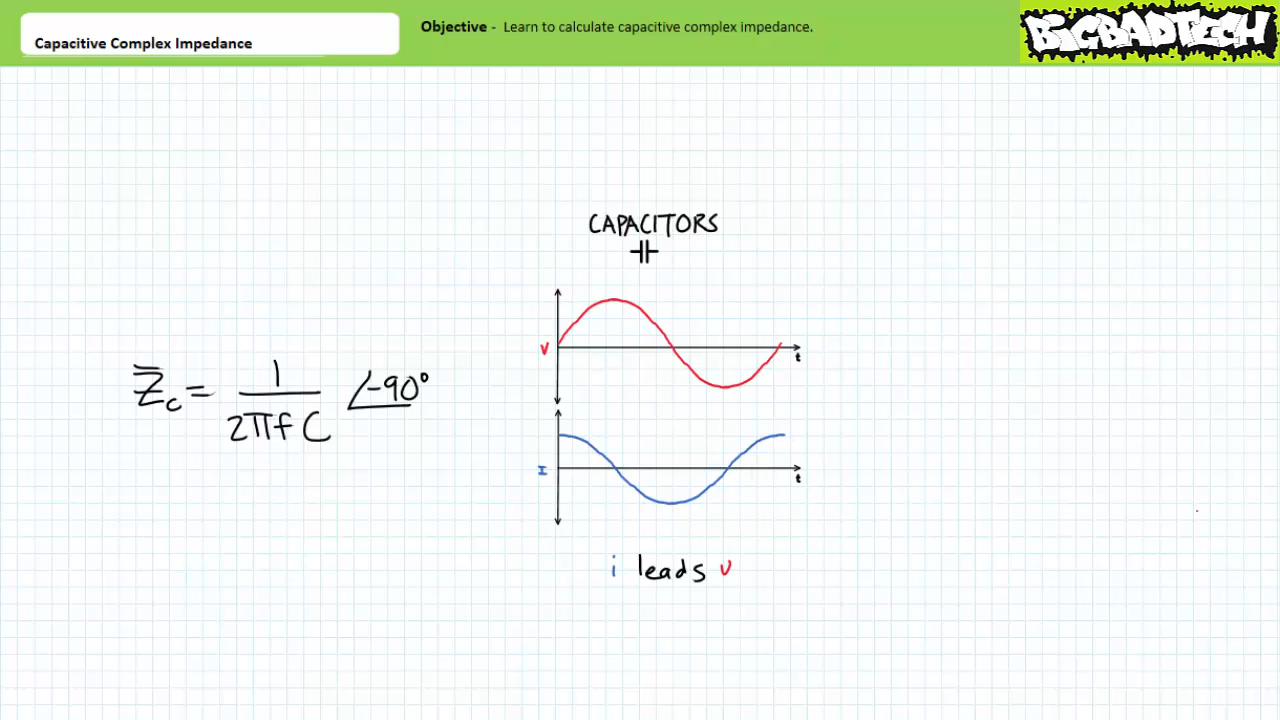 Capacitive Complex Impedance
Objective - Learn to calculate capacitive complex impedance.
BIGBADTECH
CAPACITORS
V
t
Z̅c = 1/(2πfC) ∠-90°
I
t
i leads v